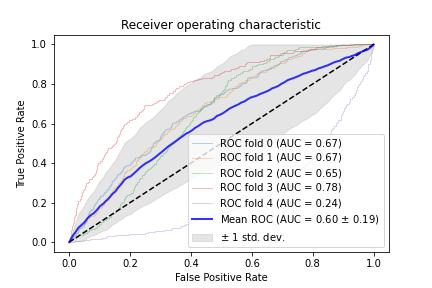 Receiver operating characteristic
True Positive Rate
1.0
0.8
0.6
0.4
0.2
0.0
ROC fold 0 (AUC = 0.67)
ROC fold 1 (AUC = 0.67)
ROC fold 2 (AUC = 0.65)
ROC fold 3 (AUC = 0.78)
ROC fold 4 (AUC = 0.24)
Mean ROC (AUC = 0.60 ± 0.19)
± 1 std. dev.
0.0 0.2 0.4 0.6 0.8 1.0
False Positive Rate